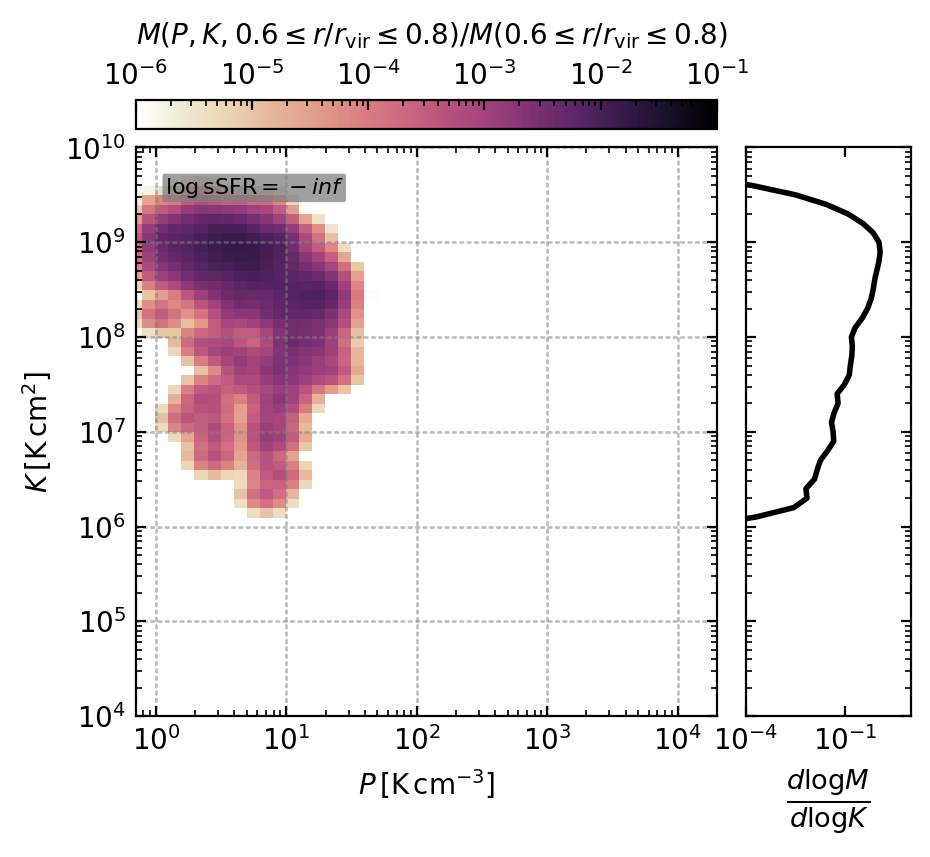 M(P, K, 0.6 ≤ r/r_vir ≤ 0.8)/M(0.6 ≤ r/r_vir ≤ 0.8)
10^−6 10^−5 10^−4 10^−3 10^−2 10^−1
10^10
log sSFR = −inf
10^9
10^8
10^7
10^6
10^5
10^4
K [K cm^2]
10^0 10^1 10^2 10^3 10^4 10^−4 10^−1
P [K cm^−3]
dlogM
dlogK